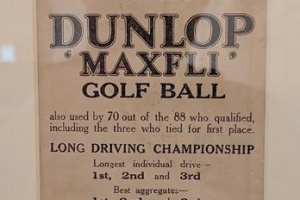 DUNLOP
'MAXFLI'
GOLF BALL
also used by 70 out of the 88 who qualified,
including the three who tied for first place.
LONG DRIVING CHAMPIONSHIP
Longest individual drive—
1st, 2nd and 3rd
Best aggregates—